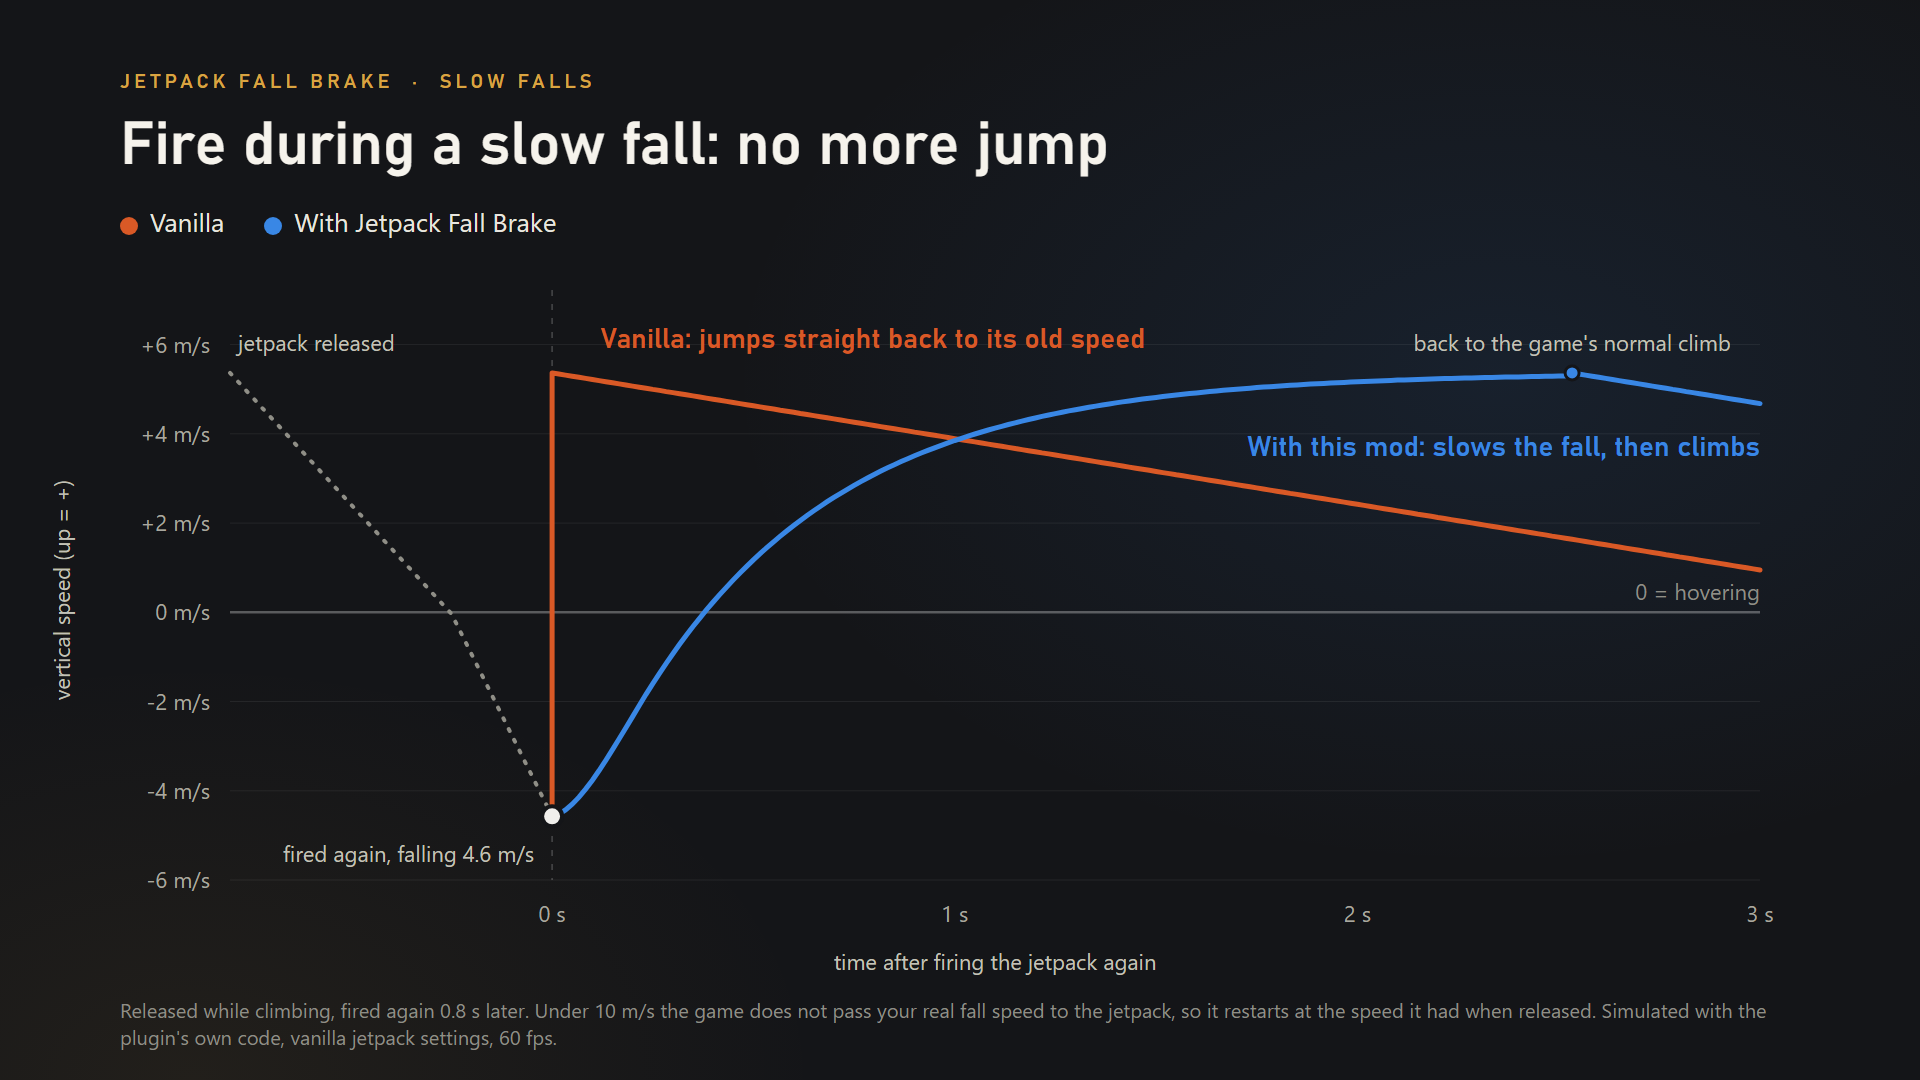 JETPACK FALL BRAKE · SLOW FALLS
Fire during a slow fall: no more jump
Vanilla
With Jetpack Fall Brake
+6 m/s
jetpack released
Vanilla: jumps straight back to its old speed
back to the game's normal climb
+4 m/s
With this mod: slows the fall, then climbs
+2 m/s
0 = hovering
0 m/s
vertical speed (up = +)
-2 m/s
-4 m/s
fired again, falling 4.6 m/s
-6 m/s
0 s
1 s
2 s
3 s
time after firing the jetpack again
Released while climbing, fired again 0.8 s later. Under 10 m/s the game does not pass your real fall speed to the jetpack, so it restarts at the speed it had when released. Simulated with the
plugin's own code, vanilla jetpack settings, 60 fps.